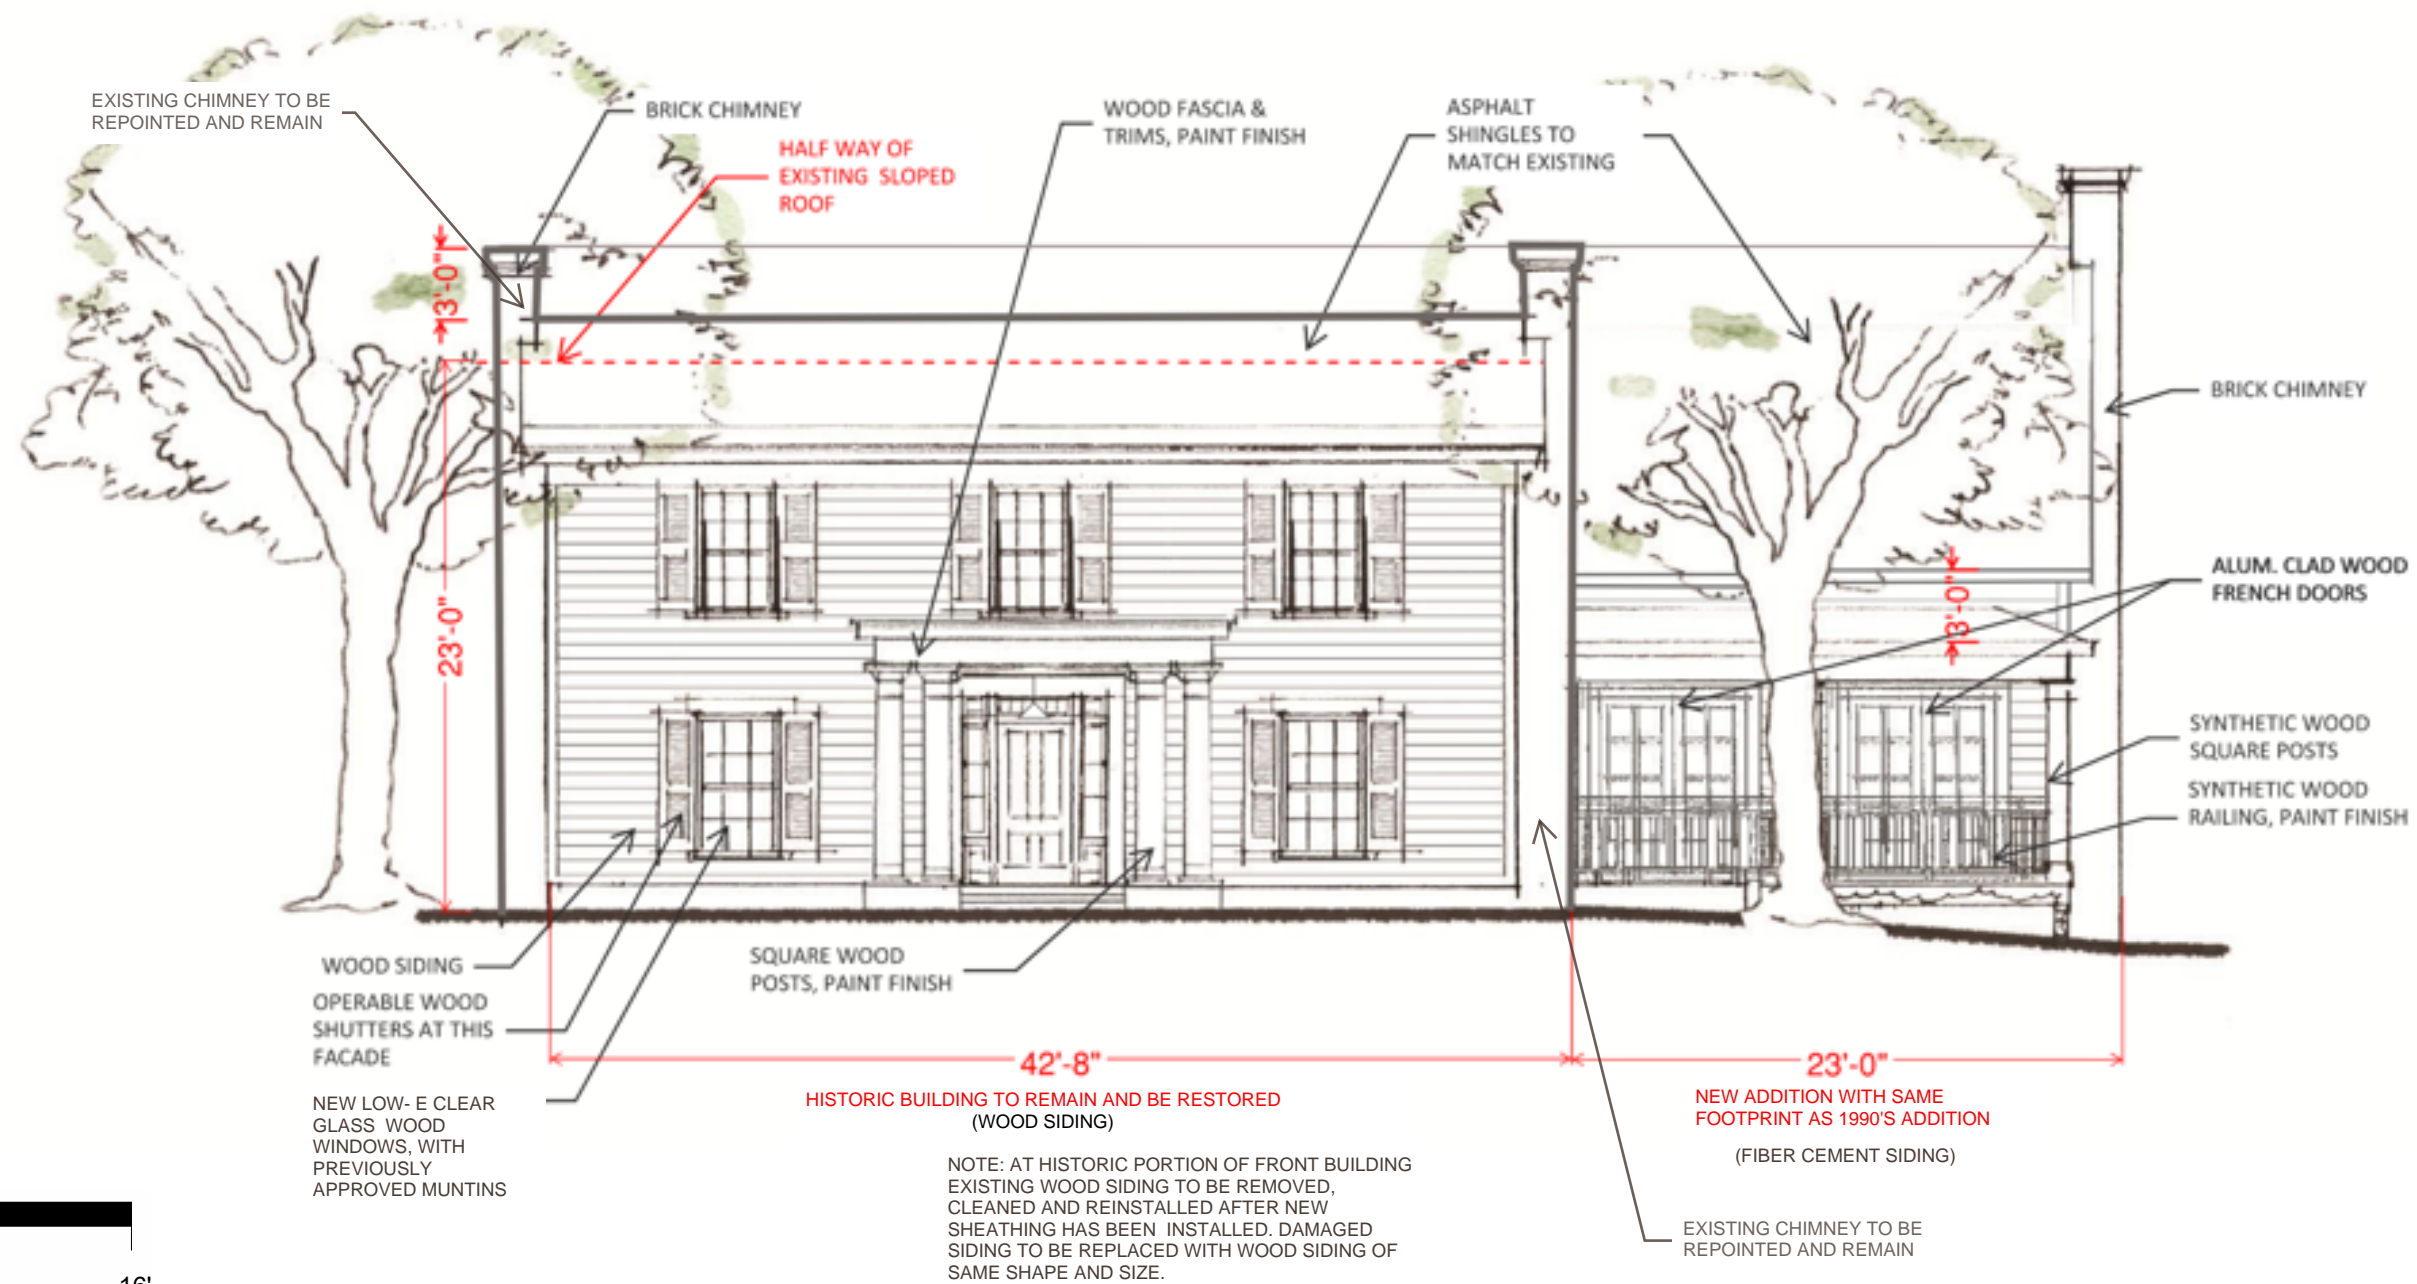 EXISTING CHIMNEY TO BE
REPOINTED AND REMAIN
BRICK CHIMNEY
HALF WAY OF
EXISTING SLOPED
ROOF
WOOD FASCIA &
TRIMS, PAINT FINISH
ASPHALT
SHINGLES TO
MATCH EXISTING
3'-0"
23'-0"
BRICK CHIMNEY
ALUM. CLAD WOOD
FRENCH DOORS
3'-0"
SYNTHETIC WOOD
SQUARE POSTS
SYNTHETIC WOOD
RAILING, PAINT FINISH
WOOD SIDING
OPERABLE WOOD
SHUTTERS AT THIS
FACADE
NEW LOW- E CLEAR
GLASS WOOD
WINDOWS, WITH
PREVIOUSLY
APPROVED MUNTINS
SQUARE WOOD
POSTS, PAINT FINISH
42'-8"
23'-0"
HISTORIC BUILDING TO REMAIN AND BE RESTORED
(WOOD SIDING)
NEW ADDITION WITH SAME
FOOTPRINT AS 1990'S ADDITION
(FIBER CEMENT SIDING)
NOTE: AT HISTORIC PORTION OF FRONT BUILDING
EXISTING WOOD SIDING TO BE REMOVED,
CLEANED AND REINSTALLED AFTER NEW
SHEATHING HAS BEEN INSTALLED. DAMAGED
SIDING TO BE REPLACED WITH WOOD SIDING OF
SAME SHAPE AND SIZE.
EXISTING CHIMNEY TO BE
REPOINTED AND REMAIN
16'